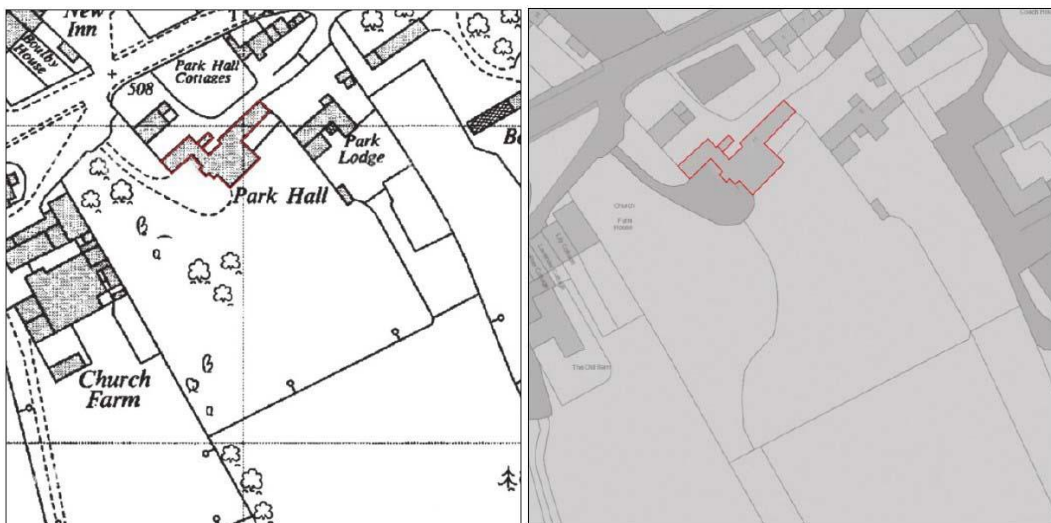 New
Inn
Boulby
House
Park Hall
Cottages
508
Park
Lodge
Park Hall
Church
Farm
Church
Farm
House
The Old Barn